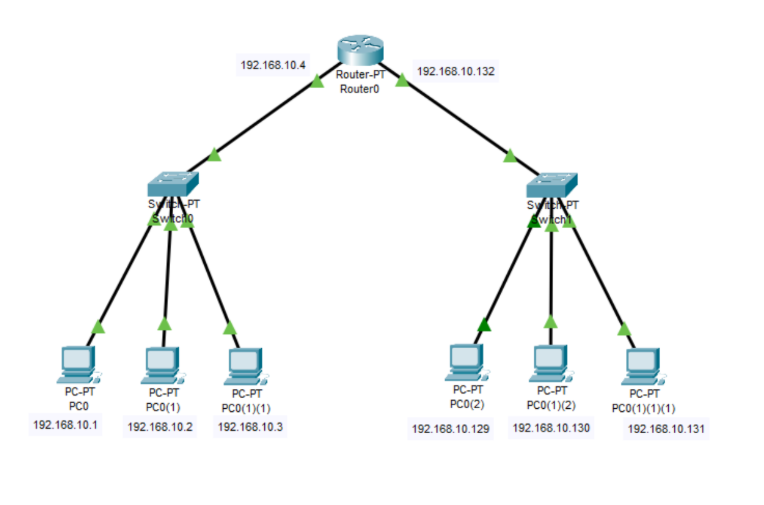 192.168.10.4
192.168.10.132
Router-PT
Router0
Switch-PT
Switch0
Switch-PT
Switch1
PC-PT
PC0
192.168.10.1
PC-PT
PC0(1)
192.168.10.2
PC-PT
PC0(1)(1)
192.168.10.3
PC-PT
PC0(2)
192.168.10.129
PC-PT
PC0(1)(2)
192.168.10.130
PC-PT
PC0(1)(1)(1)
192.168.10.131